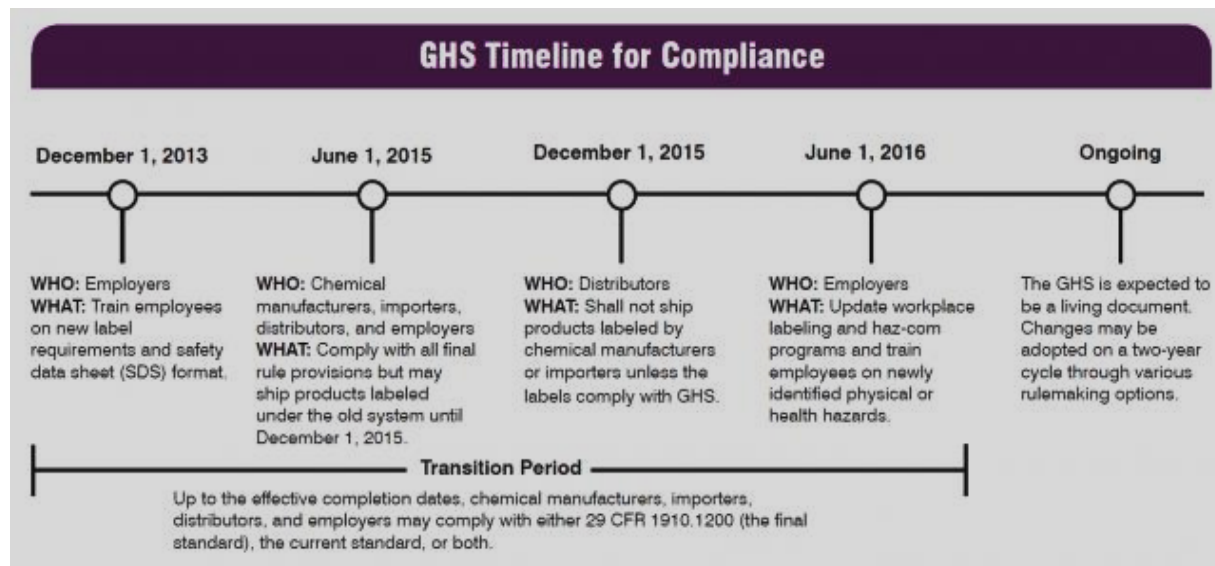 GHS Timeline for Compliance
December 1, 2013
June 1, 2015
December 1, 2015
June 1, 2016
Ongoing
WHO: Employers
WHAT: Train employees
on new label
requirements and safety
data sheet (SDS) format.
WHO: Chemical
manufacturers, importers,
distributors, and employers
WHAT: Comply with all final
rule provisions but may
ship products labeled
under the old system until
December 1, 2015.
WHO: Distributors
WHAT: Shall not ship
products labeled by
chemical manufacturers
or importers unless the
labels comply with GHS.
WHO: Employers
WHAT: Update workplace
labeling and haz-com
programs and train
employees on newly
identified physical or
health hazards.
The GHS is expected to
be a living document.
Changes may be
adopted on a two-year
cycle through various
rulemaking options.
Transition Period
Up to the effective completion dates, chemical manufacturers, importers,
distributors, and employers may comply with either 29 CFR 1910.1200 (the final
standard), the current standard, or both.